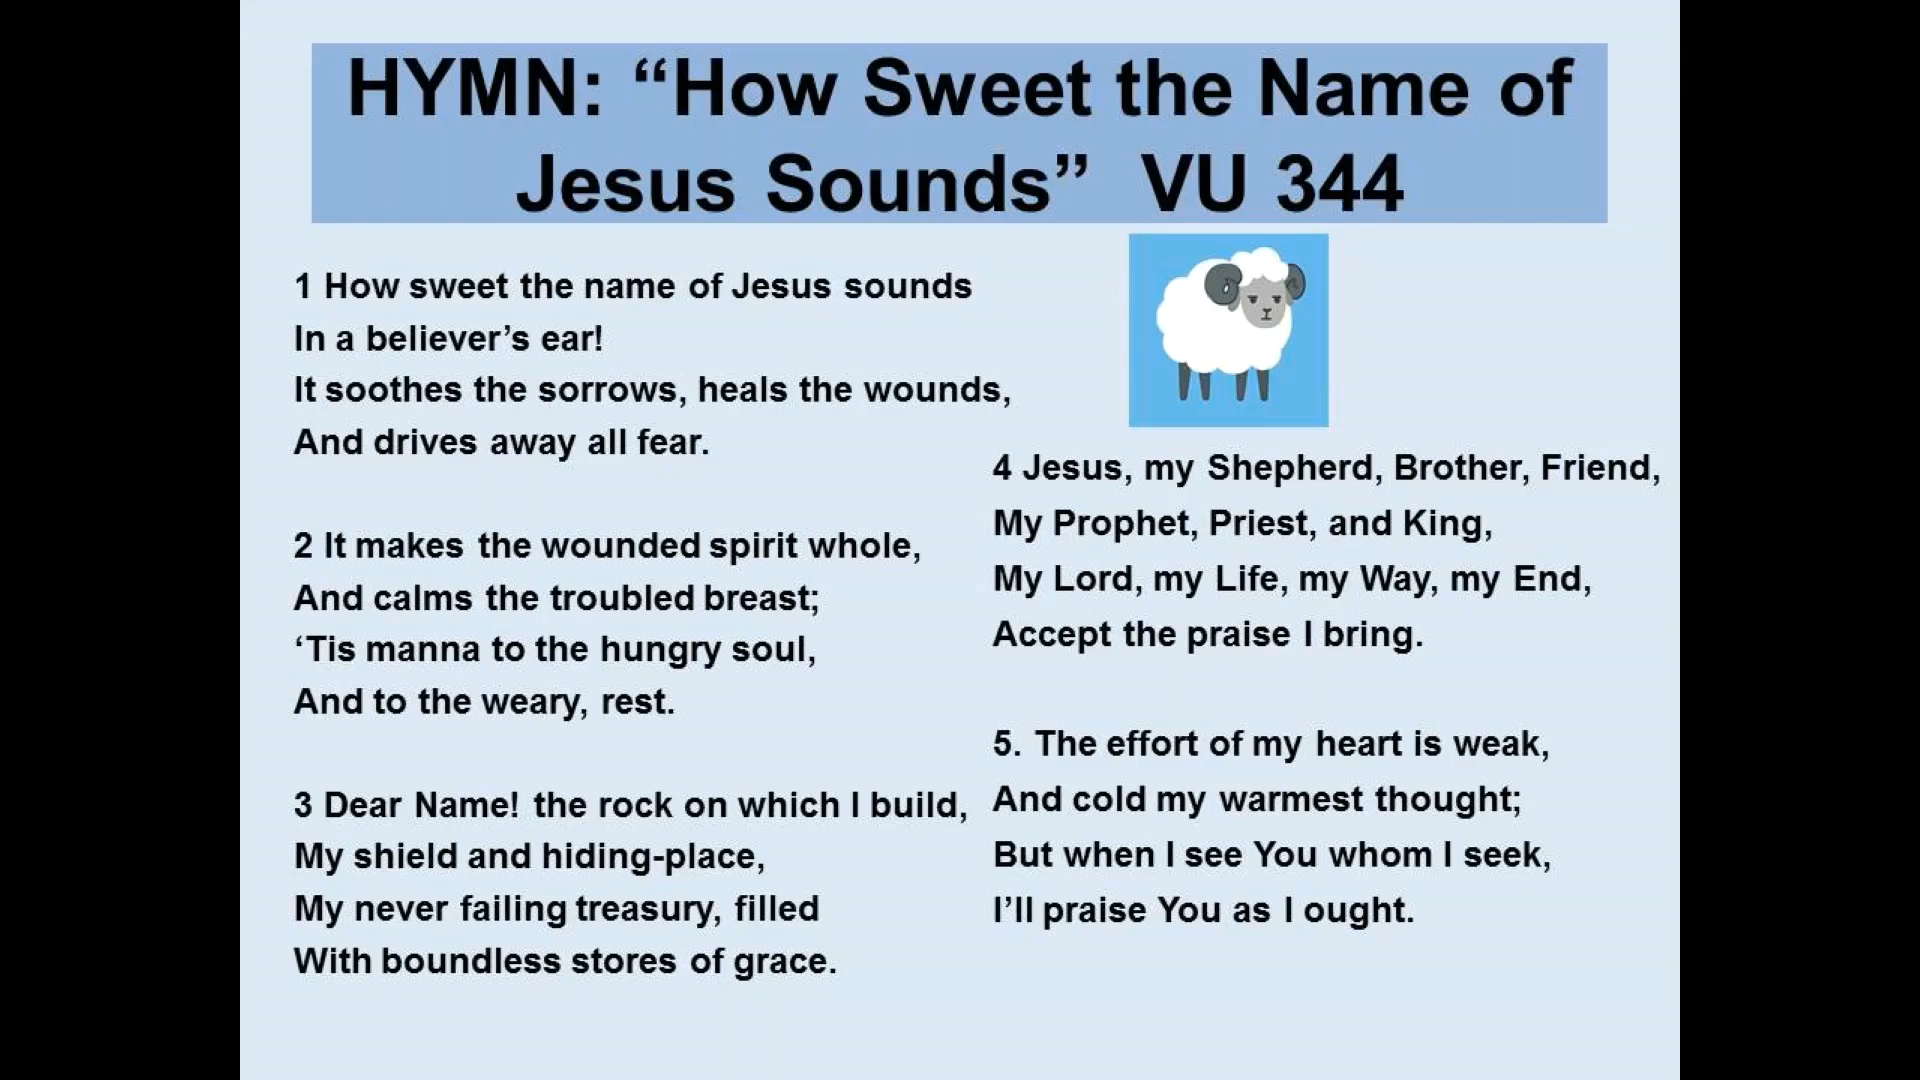 HYMN: “How Sweet the Name of
Jesus Sounds” VU 344
1 How sweet the name of Jesus sounds
In a believer’s ear!
It soothes the sorrows, heals the wounds,
And drives away all fear.
2 It makes the wounded spirit whole,
And calms the troubled breast;
‘Tis manna to the hungry soul,
And to the weary, rest.
3 Dear Name! the rock on which I build,
My shield and hiding-place,
My never failing treasury, filled
With boundless stores of grace.
4 Jesus, my Shepherd, Brother, Friend,
My Prophet, Priest, and King,
My Lord, my Life, my Way, my End,
Accept the praise I bring.
5. The effort of my heart is weak,
And cold my warmest thought;
But when I see You whom I seek,
I’ll praise You as I ought.